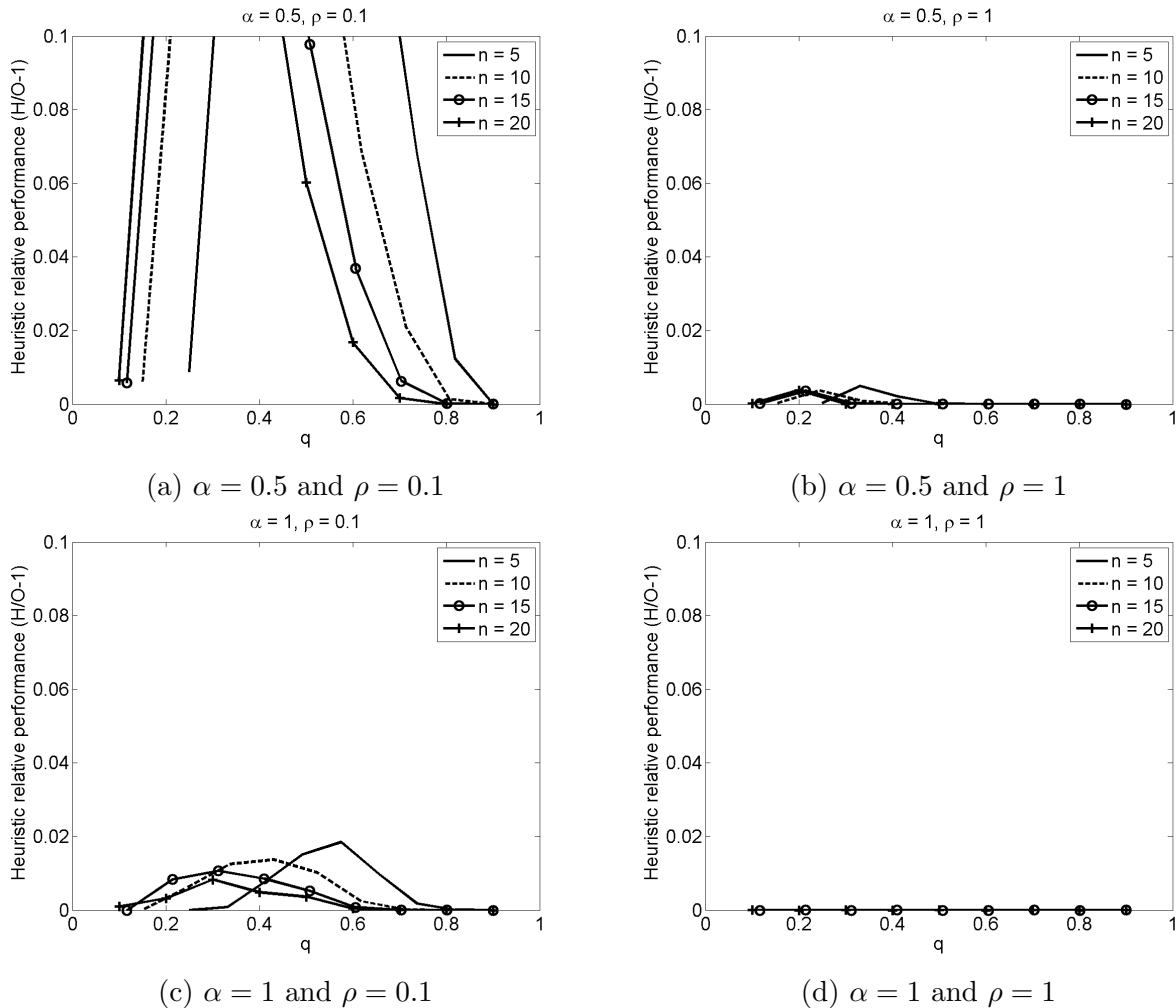 α = 0.5, ρ = 0.1
Heuristic relative performance (H/O-1)
0.1
0.08
0.06
0.04
0.02
0
0
0.2
0.4
0.6
0.8
1
q
n = 5
n = 10
n = 15
n = 20
(a) α = 0.5 and ρ = 0.1
α = 0.5, ρ = 1
Heuristic relative performance (H/O-1)
0.1
0.08
0.06
0.04
0.02
0
0
0.2
0.4
0.6
0.8
1
q
n = 5
n = 10
n = 15
n = 20
(b) α = 0.5 and ρ = 1
α = 1, ρ = 0.1
Heuristic relative performance (H/O-1)
0.1
0.08
0.06
0.04
0.02
0
0
0.2
0.4
0.6
0.8
1
q
n = 5
n = 10
n = 15
n = 20
(c) α = 1 and ρ = 0.1
α = 1, ρ = 1
Heuristic relative performance (H/O-1)
0.1
0.08
0.06
0.04
0.02
0
0
0.2
0.4
0.6
0.8
1
q
n = 5
n = 10
n = 15
n = 20
(d) α = 1 and ρ = 1